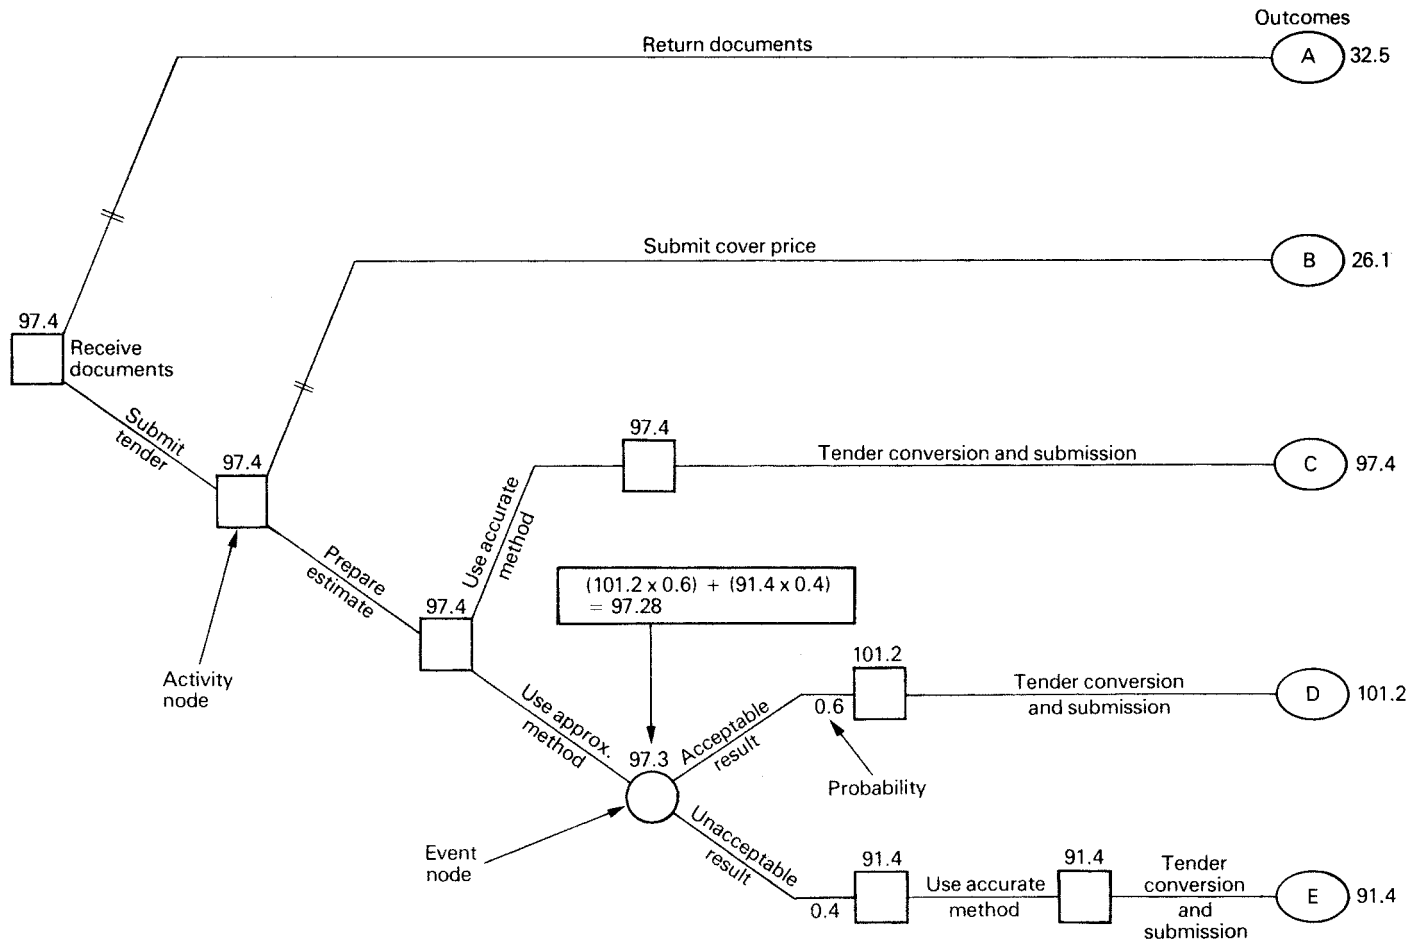 Outcomes
Return documents
A
32.5
Submit cover price
B
26.1
97.4
Receive
documents
Submit
tender
97.4
97.4
Tender conversion and submission
C
97.4
Use accurate
method
Prepare
estimate
(101.2 x 0.6) + (91.4 x 0.4)
= 97.28
97.4
101.2
Tender conversion
and submission
D
101.2
Activity
node
Use approx.
method
0.6
Acceptable
result
97.3
Probability
Unacceptable
result
Event
node
91.4
91.4
Tender
conversion
and
submission
Use accurate
method
0.4
E
91.4